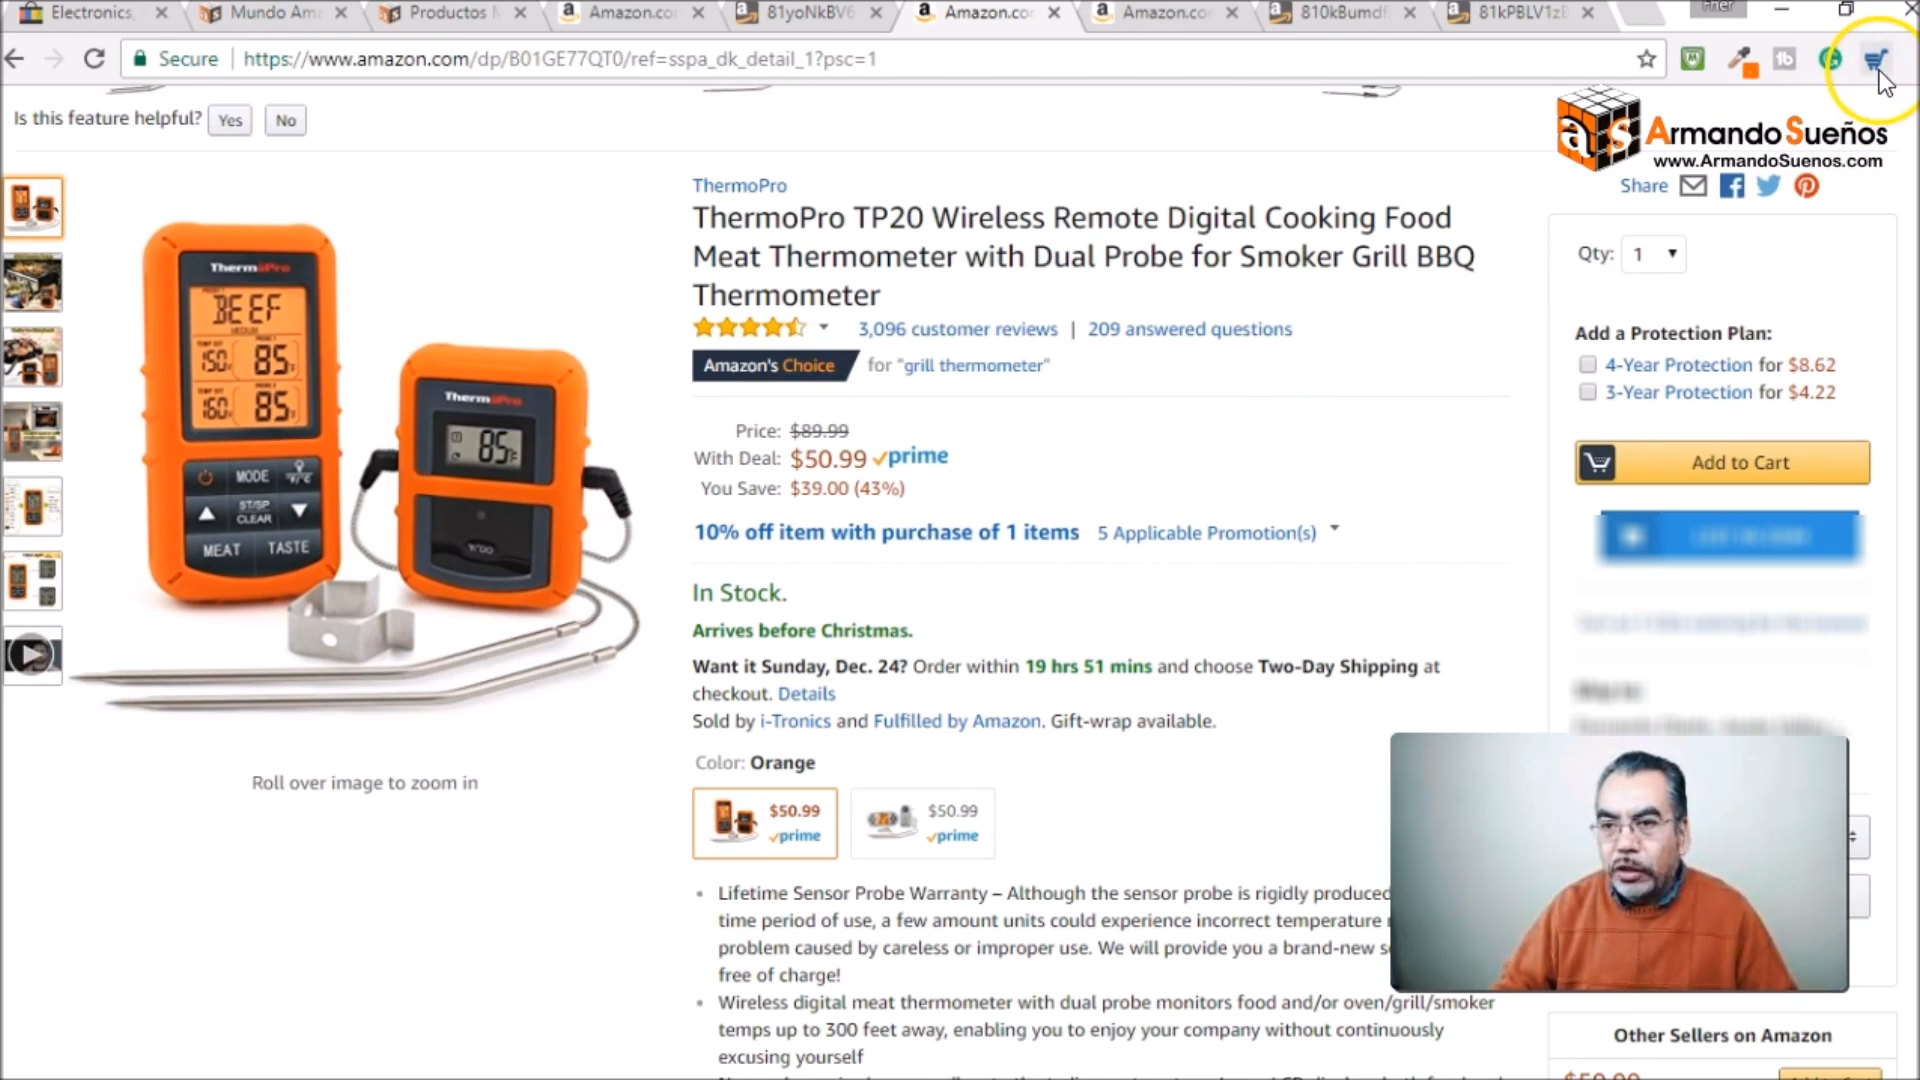 Electronics,
Mundo Ama
Productos
Amazon.co
81yoNkBV6
Amazon.co
Amazon.co
810kBumdf
81kPBLV1zE
Secure
https://www.amazon.com/dp/B01GE77QT0/ref=sspa_dk_detail_1?psc=1
Is this feature helpful? Yes No
as
Armando Sueños
www.ArmandoSuenos.com
Share
ThermoPro
ThermoPro TP20 Wireless Remote Digital Cooking Food
Meat Thermometer with Dual Probe for Smoker Grill BBQ
Thermometer
3,096 customer reviews | 209 answered questions
Amazon's Choice for "grill thermometer"
Price: $89.99
With Deal: $50.99 prime
You Save: $39.00 (43%)
10% off item with purchase of 1 items 5 Applicable Promotion(s)
In Stock.
Arrives before Christmas.
Want it Sunday, Dec. 24? Order within 19 hrs 51 mins and choose Two-Day Shipping at
checkout. Details
Sold by i-Tronics and Fulfilled by Amazon. Gift-wrap available.
Color: Orange
$50.99
prime
$50.99
prime
Lifetime Sensor Probe Warranty – Although the sensor probe is rigidly produced
time period of use, a few amount units could experience incorrect temperature
problem caused by careless or improper use. We will provide you a brand-new
free of charge!
Wireless digital meat thermometer with dual probe monitors food and/or oven/grill/smoker
temps up to 300 feet away, enabling you to enjoy your company without continuously
excusing yourself
Qty: 1
Add a Protection Plan:
4-Year Protection for $8.62
3-Year Protection for $4.22
Add to Cart
Other Sellers on Amazon
ThermoPro
BEEF
MEDIUM
150 85
160 85
MODE
ST/SP
CLEAR
MEAT TASTE
ThermoPro
85
Roll over image to zoom in